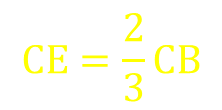 CE = 2/3 CB